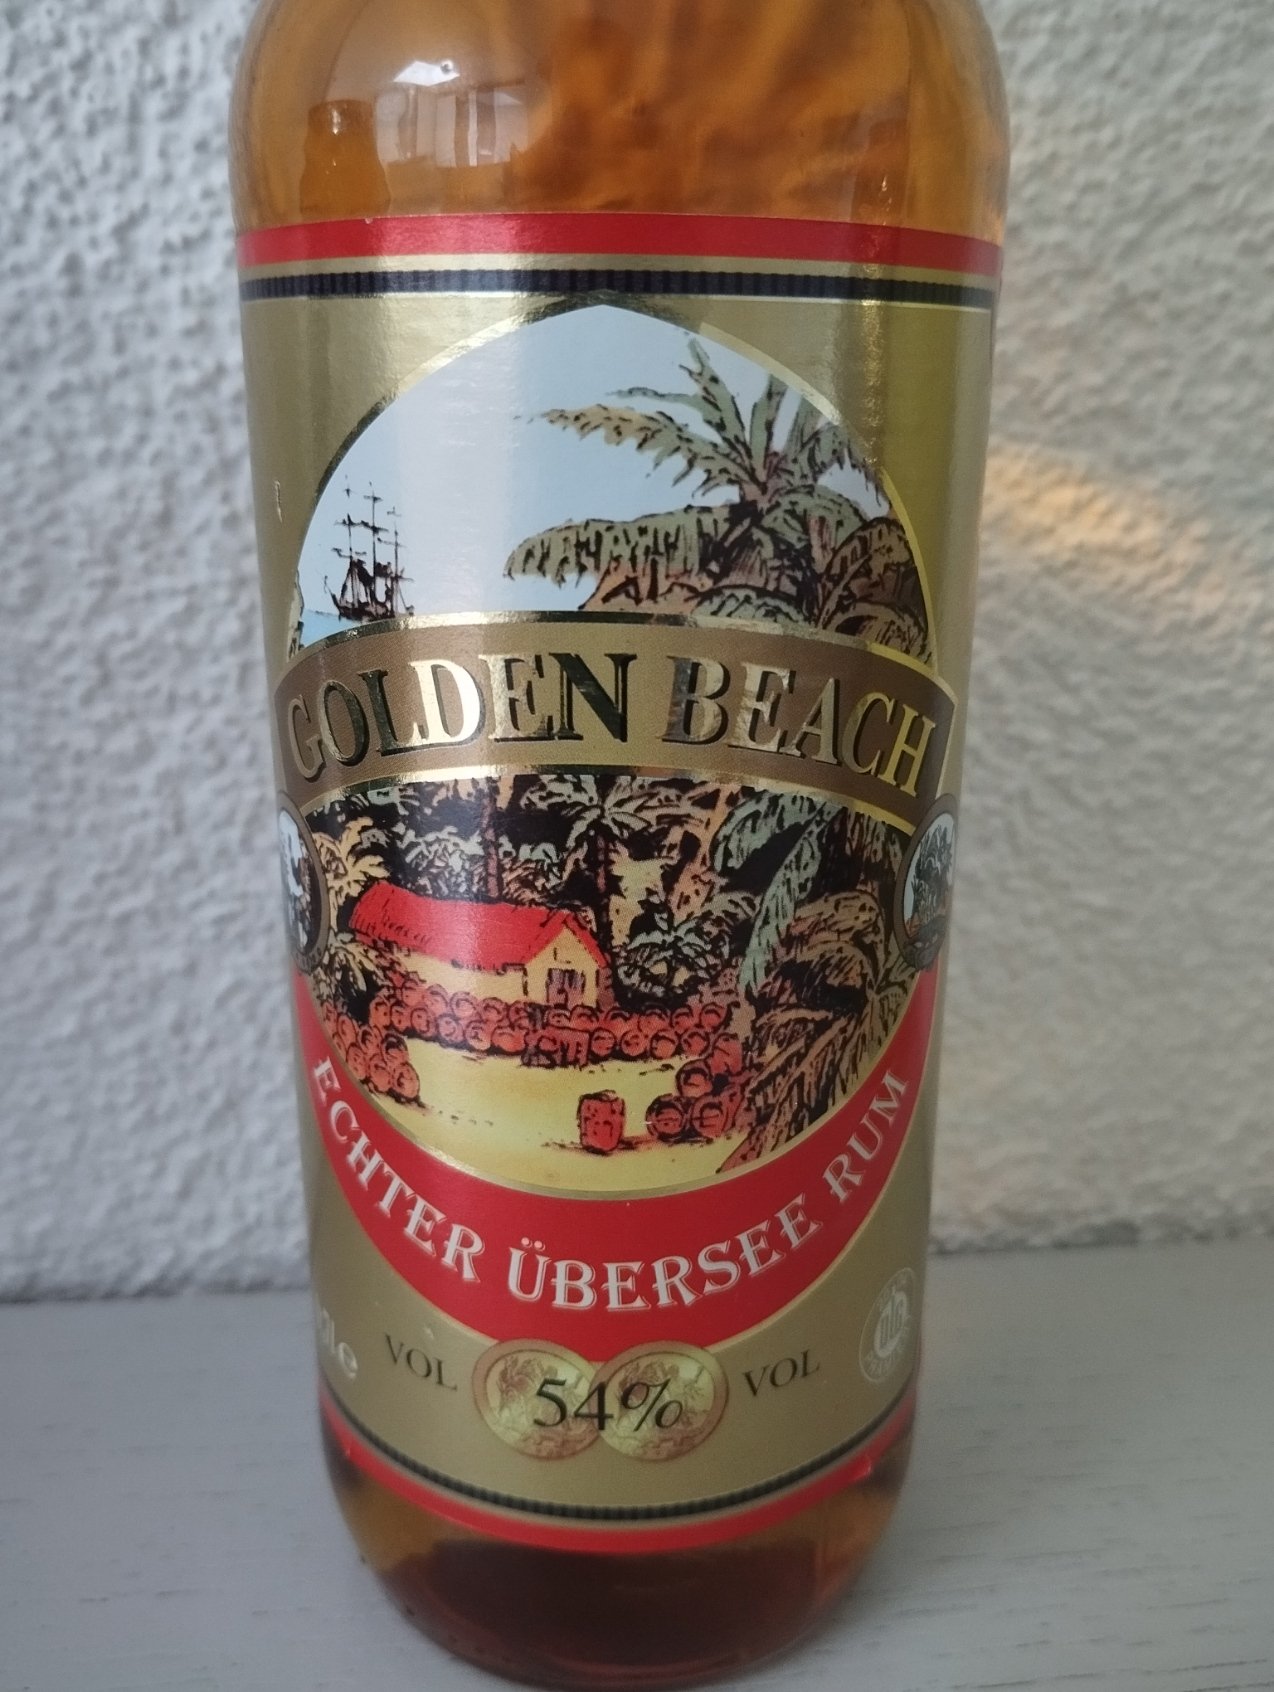 GOLDEN BEACH
ECHTER ÜBERSEE RUM
VOL 54% VOL